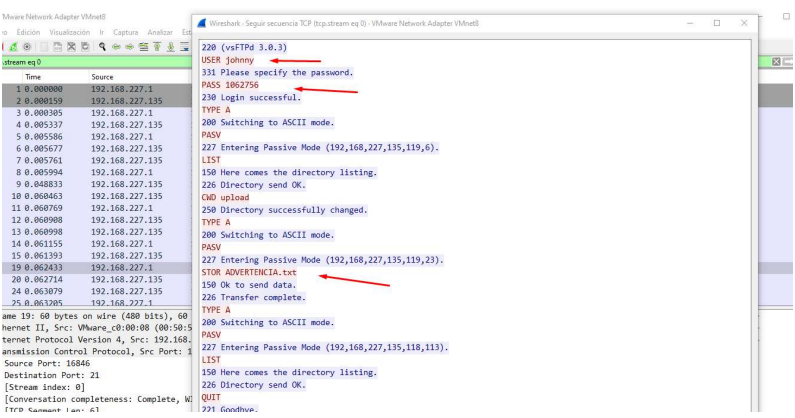 VMware Network Adapter VMnet8
Edición Visualización Ir Captura Analizar
.stream eq 0
Time Source
1 0.000000 192.168.227.1
2 0.000159 192.168.227.135
3 0.000305 192.168.227.1
4 0.005337 192.168.227.135
5 0.005586 192.168.227.1
6 0.005677 192.168.227.135
7 0.005761 192.168.227.135
8 0.005994 192.168.227.1
9 0.048833 192.168.227.135
10 0.060463 192.168.227.135
11 0.060769 192.168.227.1
12 0.060908 192.168.227.135
13 0.060998 192.168.227.135
14 0.061155 192.168.227.1
15 0.061393 192.168.227.135
19 0.062433 192.168.227.1
20 0.062714 192.168.227.135
24 0.063079 192.168.227.135
25 0.063205 192.168.227.1
ame 19: 60 bytes on wire (480 bits), 60
hernet II, Src: VMware_c0:00:08 (00:50:5
ternet Protocol Version 4, Src: 192.168.
ansmission Control Protocol, Src Port: 1
Source Port: 16846
Destination Port: 21
[Stream index: 0]
[Conversation completeness: Complete, W
[TCP Segment Len: 6]
Wireshark · Seguir secuencia TCP (tcp.stream eq 0) · VMware Network Adapter VMnet8
220 (vsFTPd 3.0.3)
USER johnny
331 Please specify the password.
PASS 1062756
230 Login successful.
TYPE A
200 Switching to ASCII mode.
PASV
227 Entering Passive Mode (192,168,227,135,119,6).
LIST
150 Here comes the directory listing.
226 Directory send OK.
CWD upload
250 Directory successfully changed.
TYPE A
200 Switching to ASCII mode.
PASV
227 Entering Passive Mode (192,168,227,135,119,23).
STOR ADVERTENCIA.txt
150 Ok to send data.
226 Transfer complete.
TYPE A
200 Switching to ASCII mode.
PASV
227 Entering Passive Mode (192,168,227,135,118,113).
LIST
150 Here comes the directory listing.
226 Directory send OK.
QUIT
221 Goodbye.